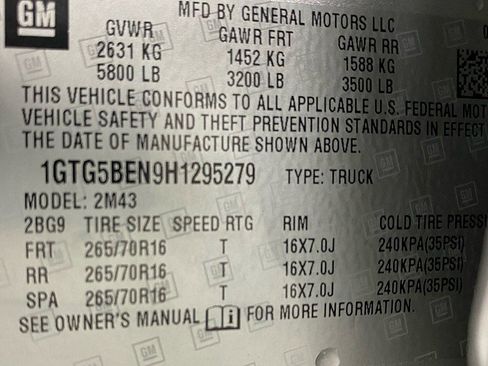 GM
MFD BY GENERAL MOTORS LLC
GVWR GAWR FRT GAWR RR
2631 KG 1452 KG 1588 KG
5800 LB 3200 LB 3500 LB
THIS VEHICLE CONFORMS TO ALL APPLICABLE U.S. FEDERAL MOT
VEHICLE SAFETY AND THEFT PREVENTION STANDARDS IN EFFECT
THE DATE OF MANUFACTURE SHOWN ABOVE.
1GTG5BEN9H1295279 TYPE: TRUCK
MODEL: 2M43
2BG9 TIRE SIZE SPEED RTG RIM COLD TIRE PRESS
FRT 265/70R16 T 16X7.0J 240KPA(35PSI)
RR 265/70R16 T 16X7.0J 240KPA(35PSI)
SPA 265/70R16 T 16X7.0J 240KPA(35PSI)
SEE OWNER'S MANUAL i FOR MORE INFORMATION.